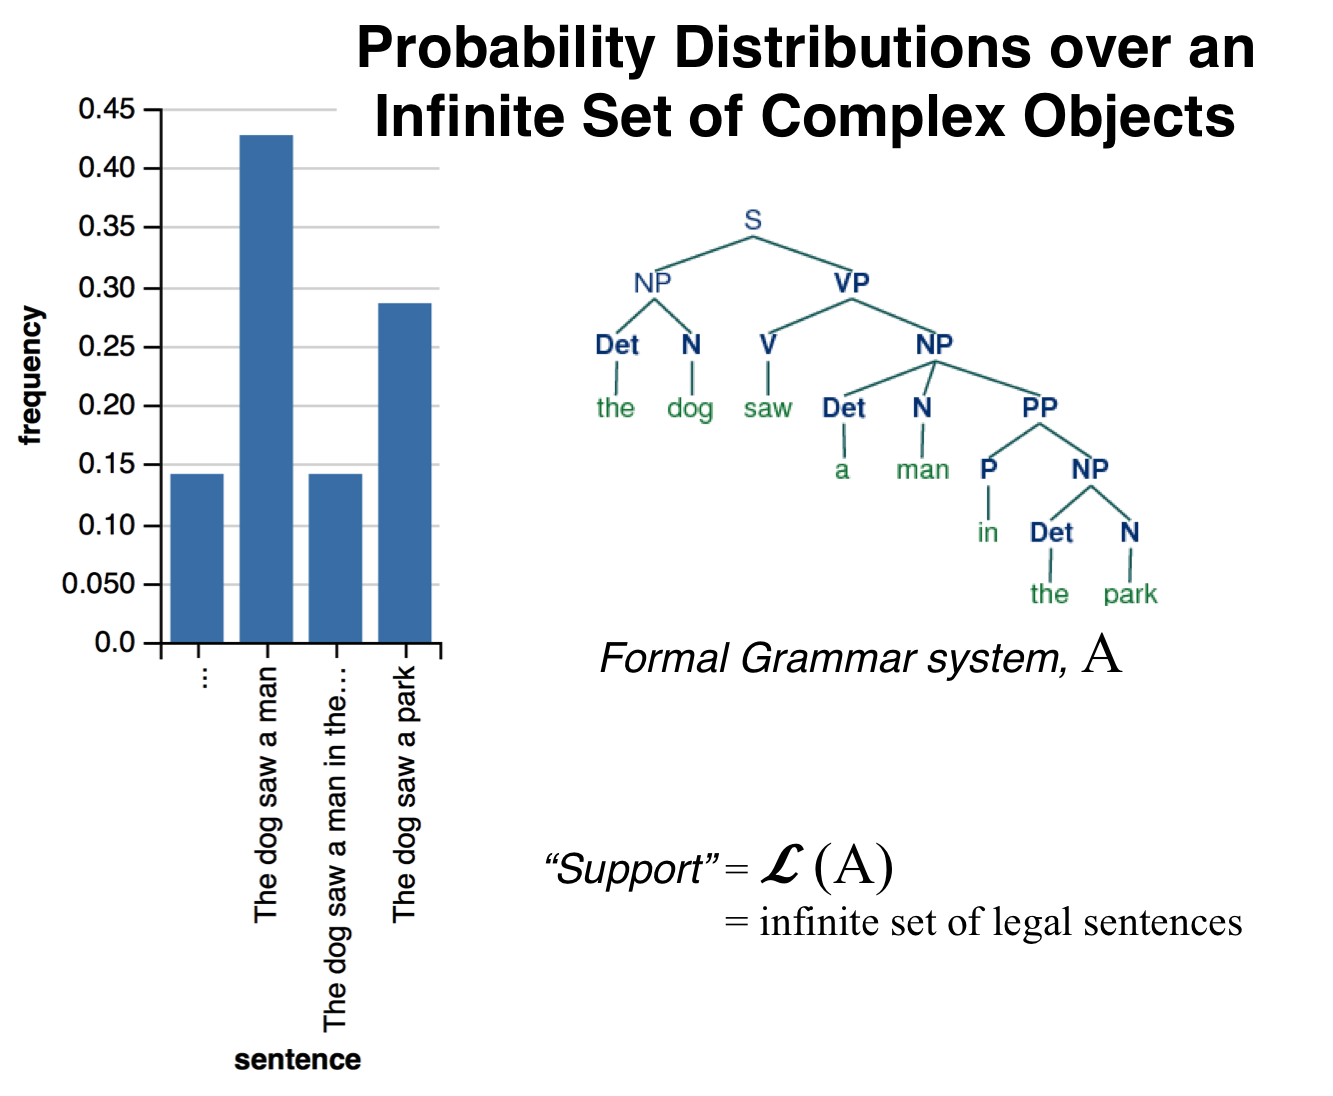 Probability Distributions over an
Infinite Set of Complex Objects
frequency
0.45
0.40
0.35
0.30
0.25
0.20
0.15
0.10
0.050
0.0
...
The dog saw a man
The dog saw a man in the...
The dog saw a park
sentence
S
NP VP
Det N V NP
the dog saw Det N PP
a man P NP
in Det N
the park
Formal Grammar system, A
“Support” = ℒ (A)
= infinite set of legal sentences